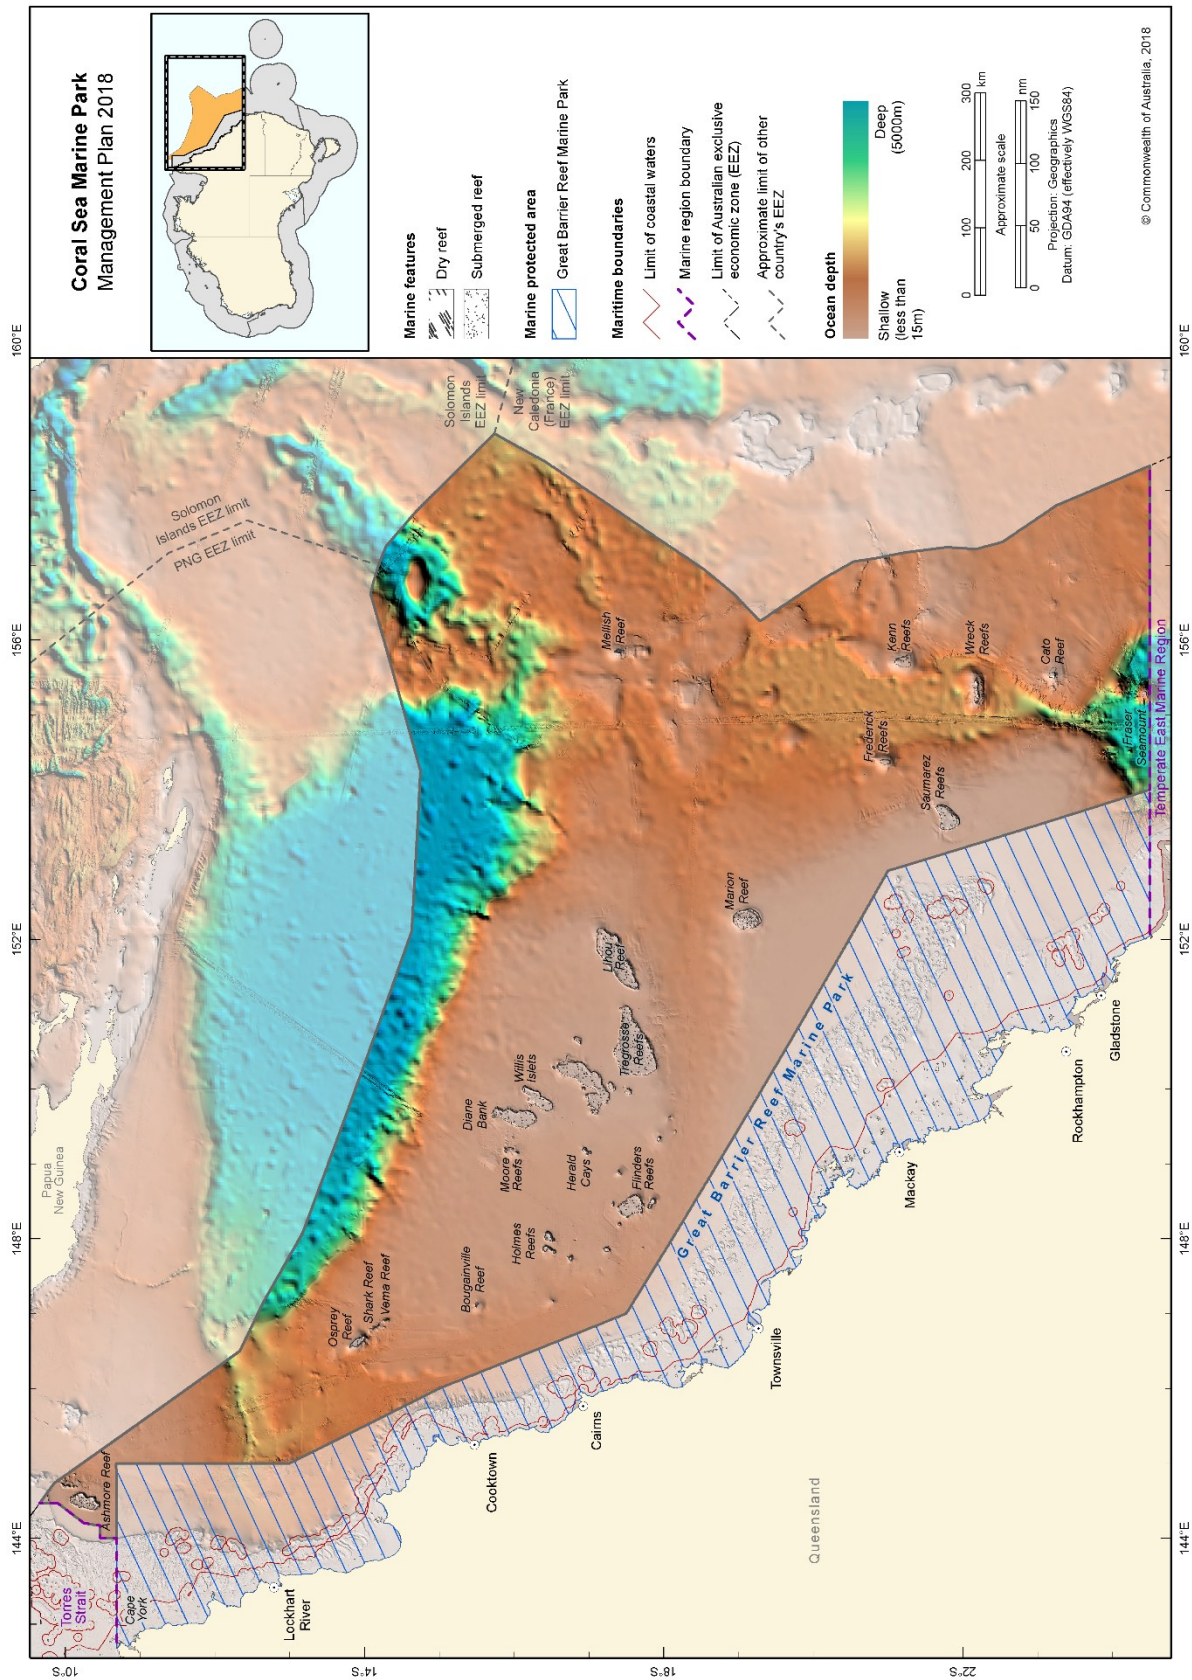 Coral Sea Marine Park
Management Plan 2018
Marine features
Dry reef
Submerged reef
Marine protected area
Great Barrier Reef Marine Park
Maritime boundaries
Limit of coastal waters
Marine region boundary
Limit of Australian exclusive
economic zone (EEZ)
Approximate limit of other
country's EEZ
Ocean depth
Shallow
(less than
15m)
Deep
(5000m)
0
100
200
300
km
Approximate scale
0
50
100
150
nm
Projection: Geographics
Datum: GDA94 (effectively WGS84)
© Commonwealth of Australia, 2018
144°E
148°E
152°E
156°E
160°E
10°S
14°S
18°S
22°S
Torres
Strait
Cape
York
Ashmore Reef
Papua
New Guinea
PNG EEZ limit
Solomon
Islands EEZ limit
Solomon
Islands
EEZ limit
New
Caledonia
(France)
EEZ limit
Lockhart
River
Osprey
Reef
Shark Reef
Vema Reef
Bougainville
Reef
Holmes
Reefs
Moore
Reefs
Diane
Bank
Willis
Islets
Herald
Cays
Flinders
Reefs
Tregrosse
Reefs
Lihou
Reef
Mellish
Reef
Marion
Reef
Frederick
Reefs
Kenn
Reefs
Saumarez
Reefs
Wreck
Reefs
Cato
Reef
Fraser
Seamount
Temperate East Marine Region
Great Barrier Reef Marine Park
Cooktown
Cairns
Townsville
Mackay
Rockhampton
Gladstone
Queensland
144°E
148°E
152°E
156°E
160°E